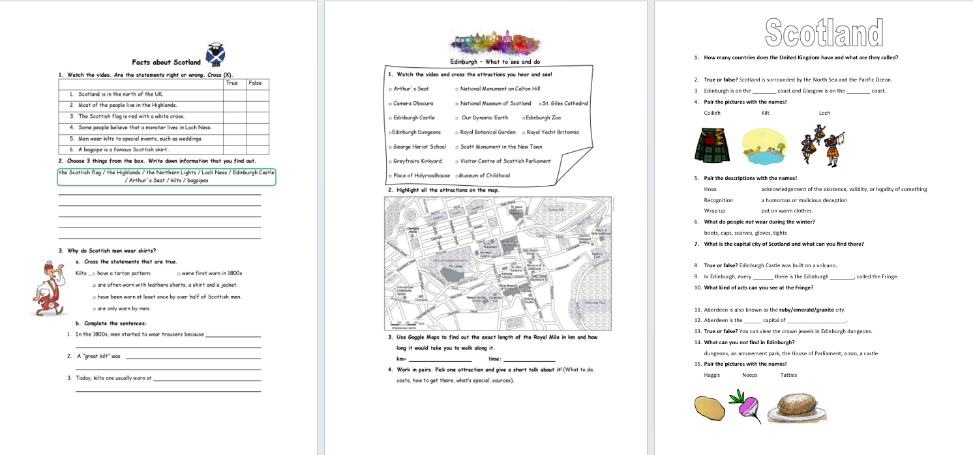 Facts about Scotland
1. Watch the video. Are the statements right or wrong. Cross (X).
True False
1. Scotland is in the north of the UK.
2. Most of the people live in the Highlands.
3. The Scottish flag is red with a white cross.
4. Some people believe that a monster lives in Loch Ness.
5. Men wear kilts to special events, such as weddings
6. A bagpipe is a famous Scottish skirt.
2. Choose 3 things from the box. Write down information that you find out.
the Scottish flag / the Highlands / the Northern Lights / Loch Ness / Edinburgh Castle
/ Arthur´s Seat / kilts / bagpipes
3. Why do Scottish men wear skirts?
a. Cross the statements that are true.
Kilts ... have a tartan pattern. were first worn in 1800s
are often worn with leathers shorts, a shirt and a jacket.
have been worn at least once by over half of Scottish men.
are only worn by men.
b. Complete the sentences:
1. In the 1800s, men started to wear trousers because
2. A "great kilt" was
3. Today, kilts are usually worn at
Edinburgh – What to see and do
1. Watch the video and cross the attractions you hear and see!
Arthur´s Seat National Monument on Calton Hill
Camera Obscura National Museum of Scotland St. Giles Cathedral
Edinburgh Castle Our Dynamic Earth Edinburgh Zoo
Edinburgh Dungeons Royal Botanical Garden Royal Yacht Britannia
George Heriot School Scott Monument in the New Town
Greyfriars Kirkyard Visitor Centre of Scottish Parliament
Place of Holyroodhouse Museum of Childhood
2. Highlight all the attractions on the map.
3. Use Google Maps to find out the exact length of the Royal Mile in km and how
long it would take you to walk along it.
km= time:
4. Work in pairs. Pick one attraction and give a short talk about it! (What to do,
costs, how to get there, what's special, sources).
Scotland
1. How many countries does the United Kingdom have and what are they called?
2. True or false? Scotland is surrounded by the North Sea and the Pacific Ocean.
3. Edinburgh is on the ________ coast and Glasgow is on the ________ coast.
4. Pair the pictures with the names!
Ceilidh Kilt Loch
5. Pair the descriptions with the names!
Hoax acknowledgement of the existence, validity, or legality of something
Recognition a humorous or malicious deception
Wrap up put on warm clothes
6. What do people not wear during the winter?
boots, caps, scarves, gloves, tights
7. What is the capital city of Scotland and what can you find there?
8. True or false? Edinburgh Castle was built on a volcano.
9. In Edinburgh, every ________ there is the Edinburgh ________, called the Fringe.
10. What kind of acts can you see at the Fringe?
11. Aberdeen is also known as the ruby/emerald/granite city.
12. Aberdeen is the ______ capital of ____________________.
13. True or false? You can view the crown jewels in Edinburgh dungeons.
14. What can you not find in Edinburgh?
dungeons, an amusement park, the House of Parliament, a zoo, a castle
15. Pair the pictures with the names!
Haggis Neeps Tatties